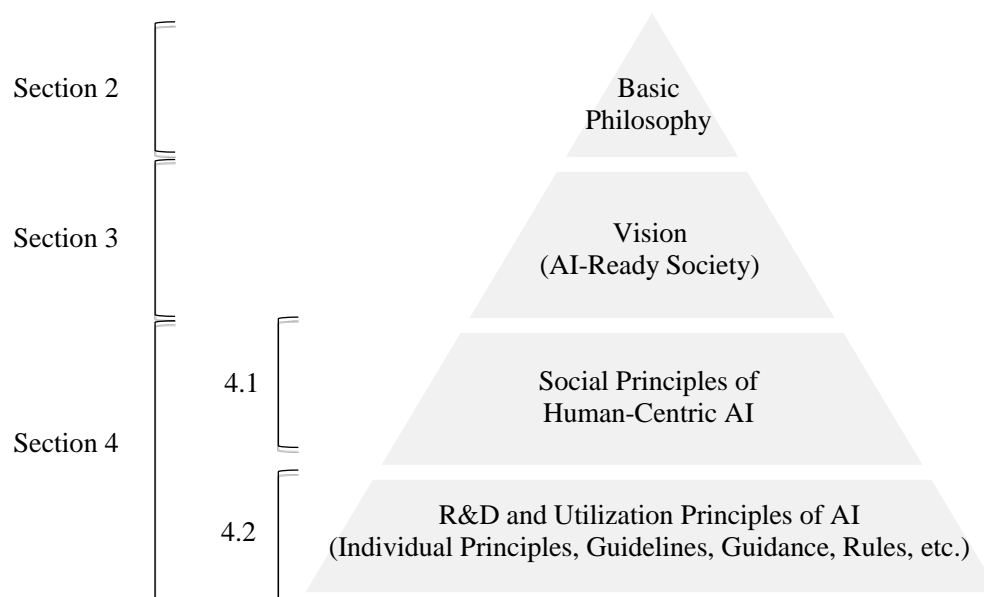 Section 2
Basic
Philosophy
Section 3
Vision
(AI-Ready Society)
4.1
Social Principles of
Human-Centric AI
Section 4
4.2
R&D and Utilization Principles of AI
(Individual Principles, Guidelines, Guidance, Rules, etc.)